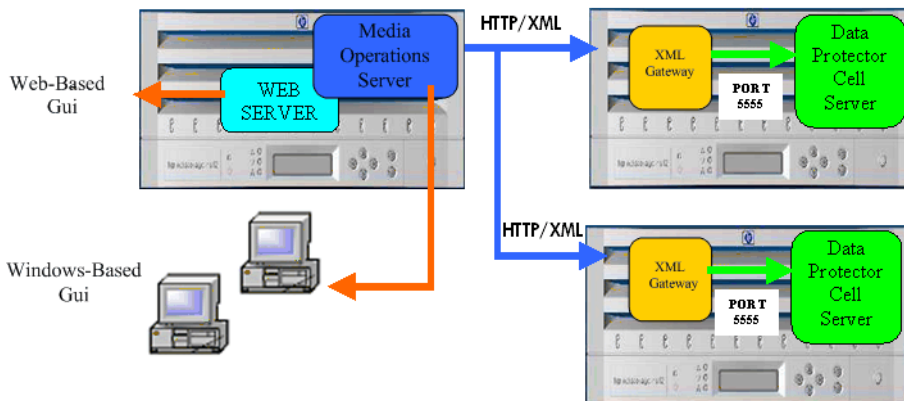 Media
Operations
Server
WEB
SERVER
Web-Based
Gui
Windows-Based
Gui
HTTP/XML
XML
Gateway
PORT
5555
Data
Protector
Cell
Server
HTTP/XML
XML
Gateway
PORT
5555
Data
Protector
Cell
Server